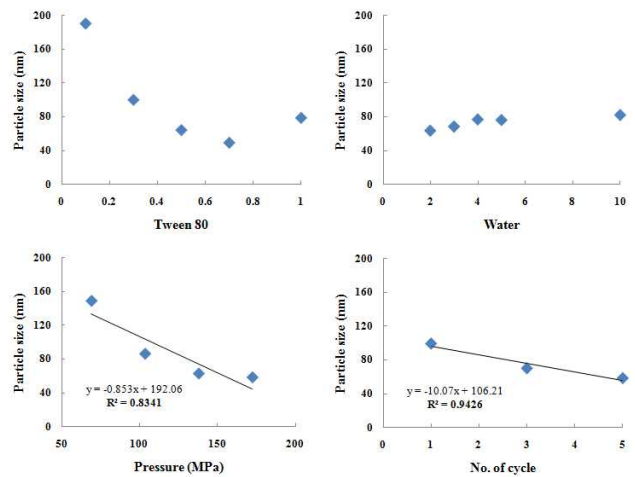 200
160
120
80
40
0
Particle size (nm)
0 0.2 0.4 0.6 0.8 1
Tween 80
200
160
120
80
40
0
Particle size (nm)
0 2 4 6 8 10
Water
200
160
120
80
40
0
Particle size (nm)
y = -0.853x + 192.06
R² = 0.8341
50 100 150 200
Pressure (MPa)
200
160
120
80
40
0
Particle size (nm)
y = -10.07x + 106.21
R² = 0.9426
0 1 2 3 4 5
No. of cycle